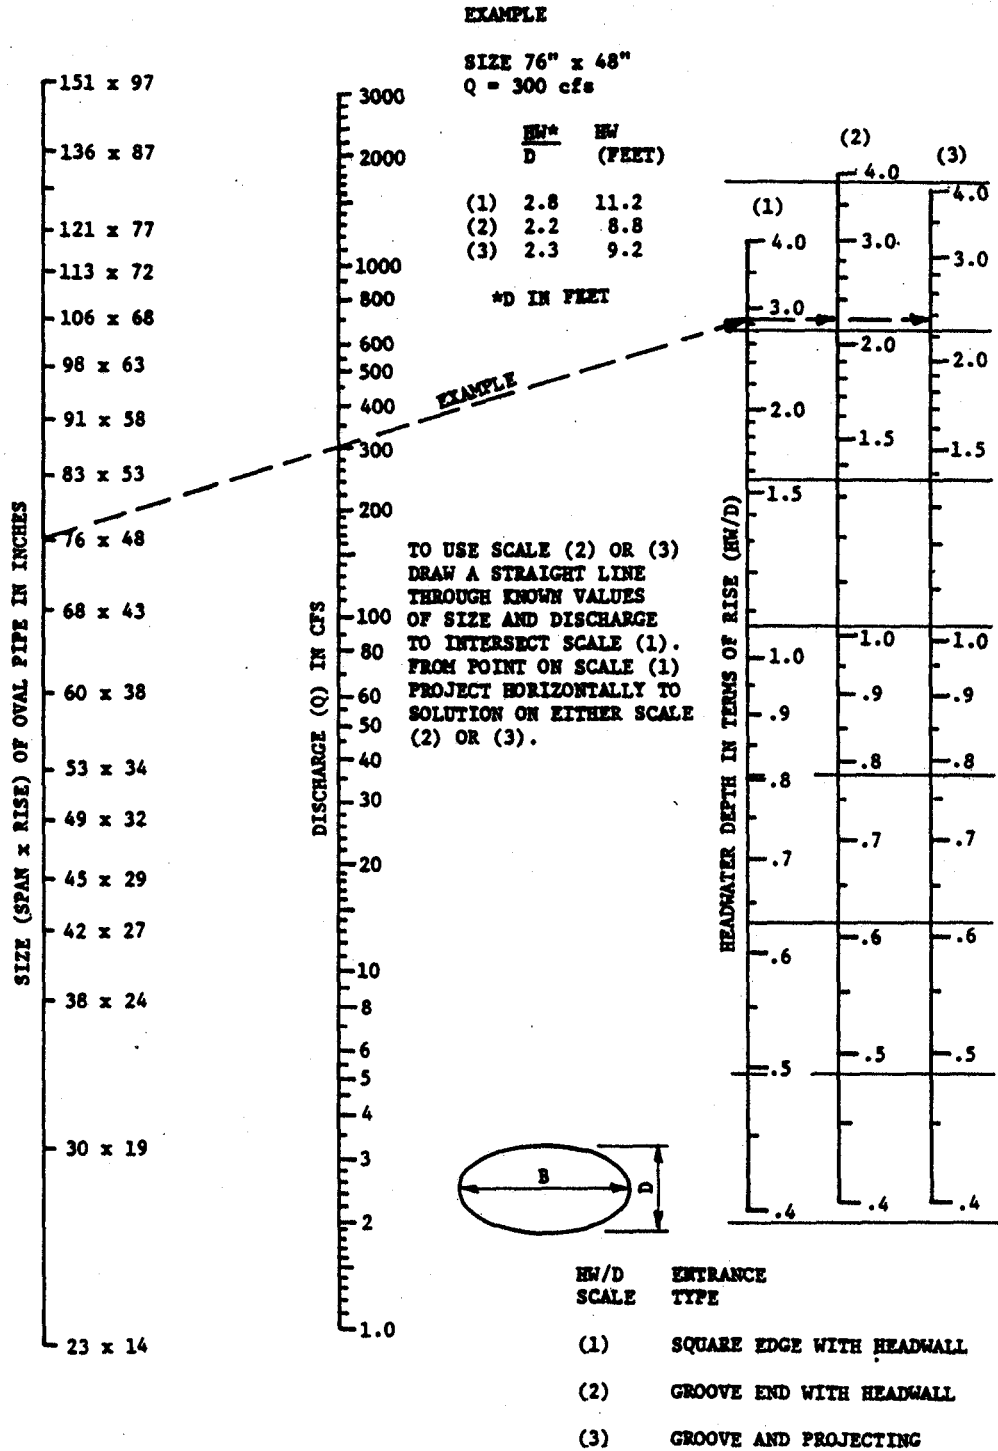 EXAMPLE
SIZE 76" x 48"
Q = 300 cfs
HW* HW
D (FEET)
(1) 2.8 11.2
(2) 2.2 8.8
(3) 2.3 9.2
*D IN FEET
SIZE (SPAN x RISE) OF OVAL PIPE IN INCHES
151 x 97
136 x 87
121 x 77
113 x 72
106 x 68
98 x 63
91 x 58
83 x 53
76 x 48
68 x 43
60 x 38
53 x 34
49 x 32
45 x 29
42 x 27
38 x 24
30 x 19
23 x 14
DISCHARGE (Q) IN CFS
3000
2000
1000
800
600
500
400
300
200
100
80
60
50
40
30
20
10
8
6
5
4
3
2
1.0
EXAMPLE
TO USE SCALE (2) OR (3)
DRAW A STRAIGHT LINE
THROUGH KNOWN VALUES
OF SIZE AND DISCHARGE
TO INTERSECT SCALE (1).
FROM POINT ON SCALE (1)
PROJECT HORIZONTALLY TO
SOLUTION ON EITHER SCALE
(2) OR (3).
HEADWATER DEPTH IN TERMS OF RISE (HW/D)
(1)
4.0
3.0
2.0
1.5
1.0
.9
.8
.7
.6
.5
.4
(2)
4.0
3.0
2.0
1.5
1.0
.9
.8
.7
.6
.5
.4
(3)
4.0
3.0
2.0
1.5
1.0
.9
.8
.7
.6
.5
.4
B
D
HW/D ENTRANCE
SCALE TYPE
(1) SQUARE EDGE WITH HEADWALL
(2) GROOVE END WITH HEADWALL
(3) GROOVE AND PROJECTING